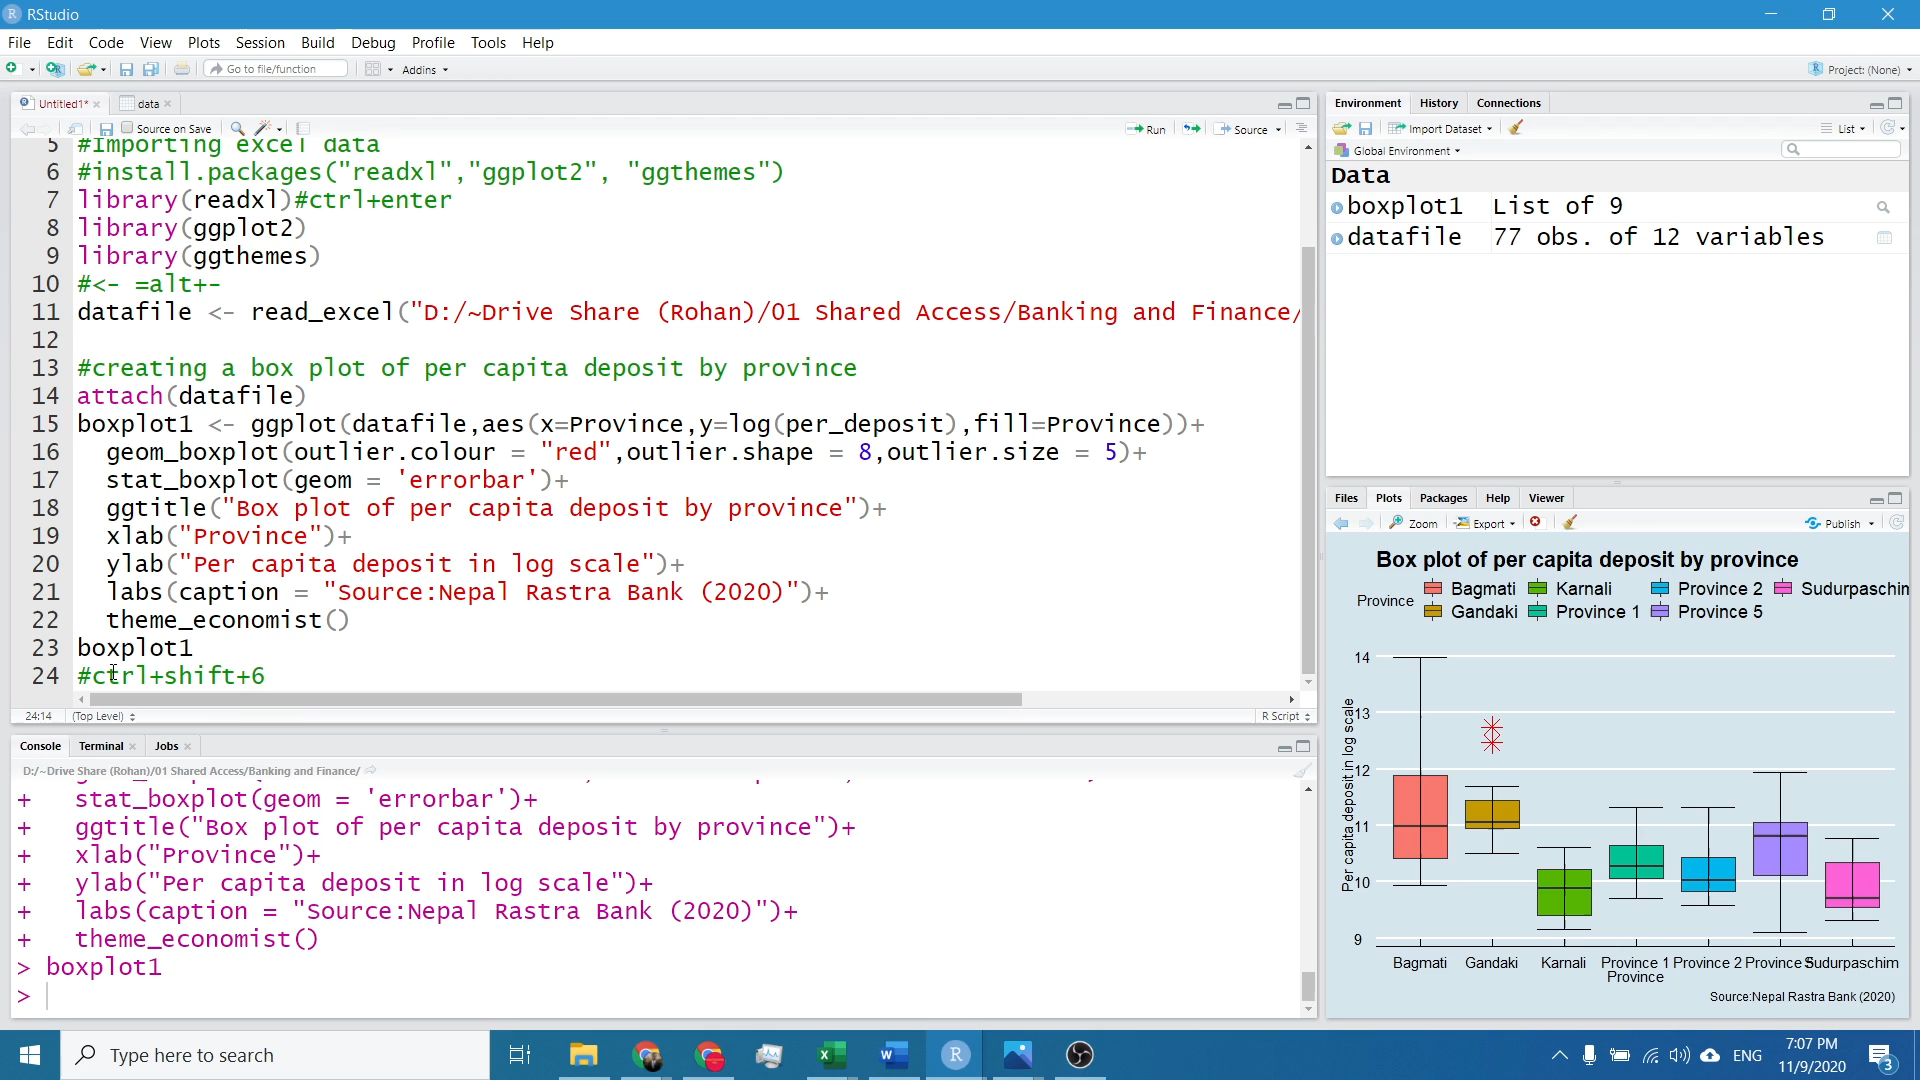 RStudio
File Edit Code View Plots Session Build Debug Profile Tools Help
Go to file/function Addins Project: (None)
Untitled1* data
Source on Save Run Source
5 #Importing excel data
6 #install.packages("readxl","ggplot2", "ggthemes")
7 library(readxl)#ctrl+enter
8 library(ggplot2)
9 library(ggthemes)
10 #<- =alt+-
11 datafile <- read_excel("D:/~Drive Share (Rohan)/01 Shared Access/Banking and Finance/
12
13 #creating a box plot of per capita deposit by province
14 attach(datafile)
15 boxplot1 <- ggplot(datafile,aes(x=Province,y=log(per_deposit),fill=Province))+
16 geom_boxplot(outlier.colour = "red",outlier.shape = 8,outlier.size = 5)+
17 stat_boxplot(geom = 'errorbar')+
18 ggtitle("Box plot of per capita deposit by province")+
19 xlab("Province")+
20 ylab("Per capita deposit in log scale")+
21 labs(caption = "Source:Nepal Rastra Bank (2020)")+
22 theme_economist()
23 boxplot1
24 #ctrl+shift+6
24:14 (Top Level) R Script
Console Terminal Jobs
D:/~Drive Share (Rohan)/01 Shared Access/Banking and Finance/
+ stat_boxplot(geom = 'errorbar')+
+ ggtitle("Box plot of per capita deposit by province")+
+ xlab("Province")+
+ ylab("Per capita deposit in log scale")+
+ labs(caption = "Source:Nepal Rastra Bank (2020)")+
+ theme_economist()
> boxplot1
>
Environment History Connections
Import Dataset List
Global Environment
Data
boxplot1 List of 9
datafile 77 obs. of 12 variables
Files Plots Packages Help Viewer
Zoom Export Publish
Box plot of per capita deposit by province
Province
Bagmati Karnali Province 2 Sudurpaschim
Gandaki Province 1 Province 5
Per capita deposit in log scale
14
13
12
11
10
9
Bagmati Gandaki Karnali Province 1 Province 2 Province 5 Sudurpaschim
Province
Source:Nepal Rastra Bank (2020)
Type here to search
ENG
7:07 PM
11/9/2020
3